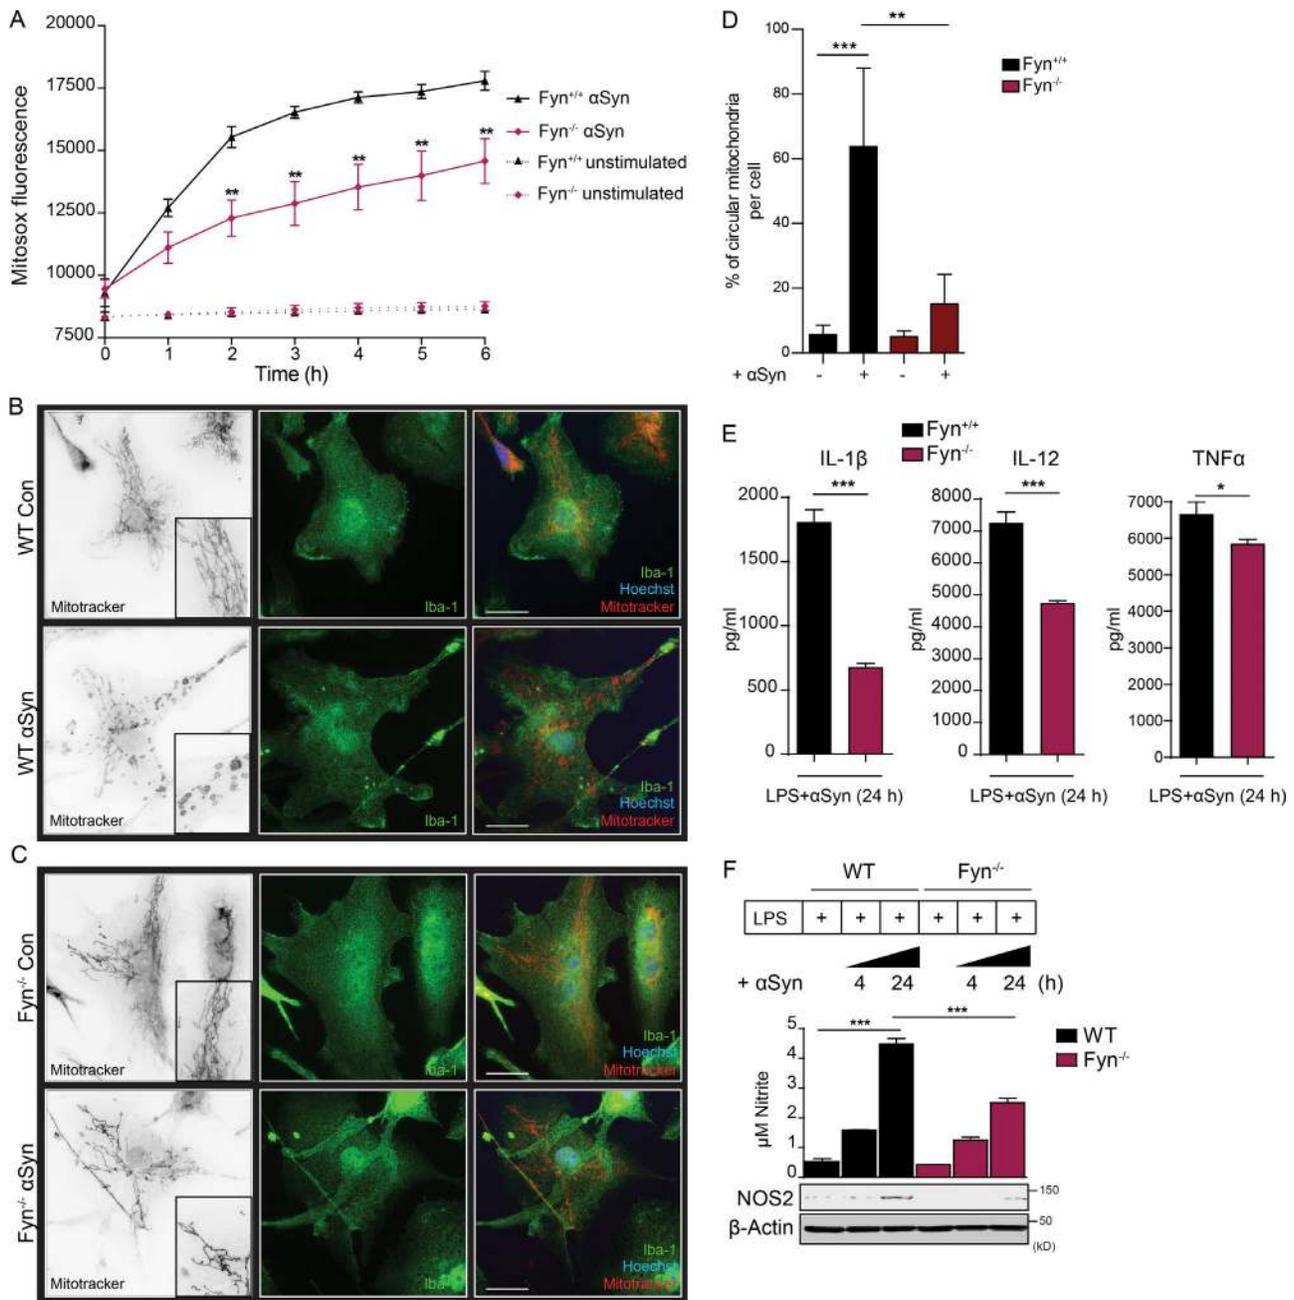 A
20000
17500
15000
12500
10000
7500
Mitosox fluorescence
0 1 2 3 4 5 6
Time (h)
** ** ** ** **
Fyn+/+ αSyn
Fyn-/- αSyn
Fyn+/+ unstimulated
Fyn-/- unstimulated
D
100
80
60
40
20
0
% of circular mitochondria
per cell
***
**
Fyn+/+
Fyn-/-
+ αSyn - + - +
B
WT Con
Mitotracker
Iba-1
Iba-1
Hoechst
Mitotracker
WT αSyn
Mitotracker
Iba-1
Iba-1
Hoechst
Mitotracker
C
Fyn-/- Con
Mitotracker
Iba-1
Iba-1
Hoechst
Mitotracker
Fyn-/- αSyn
Mitotracker
Iba-1
Iba-1
Hoechst
Mitotracker
E
Fyn+/+
Fyn-/-
IL-1β
***
2000
1500
1000
500
0
pg/ml
LPS+αSyn (24 h)
IL-12
***
8000
7000
6000
5000
4000
3000
2000
1000
0
pg/ml
LPS+αSyn (24 h)
TNFα
*
7000
6000
5000
4000
3000
2000
1000
0
pg/ml
LPS+αSyn (24 h)
F
WT Fyn-/-
LPS + + + + + +
+ αSyn 4 24 4 24 (h)
*** ***
5
4
3
2
1
0
µM Nitrite
WT
Fyn-/-
NOS2 150
β-Actin 50
(kD)